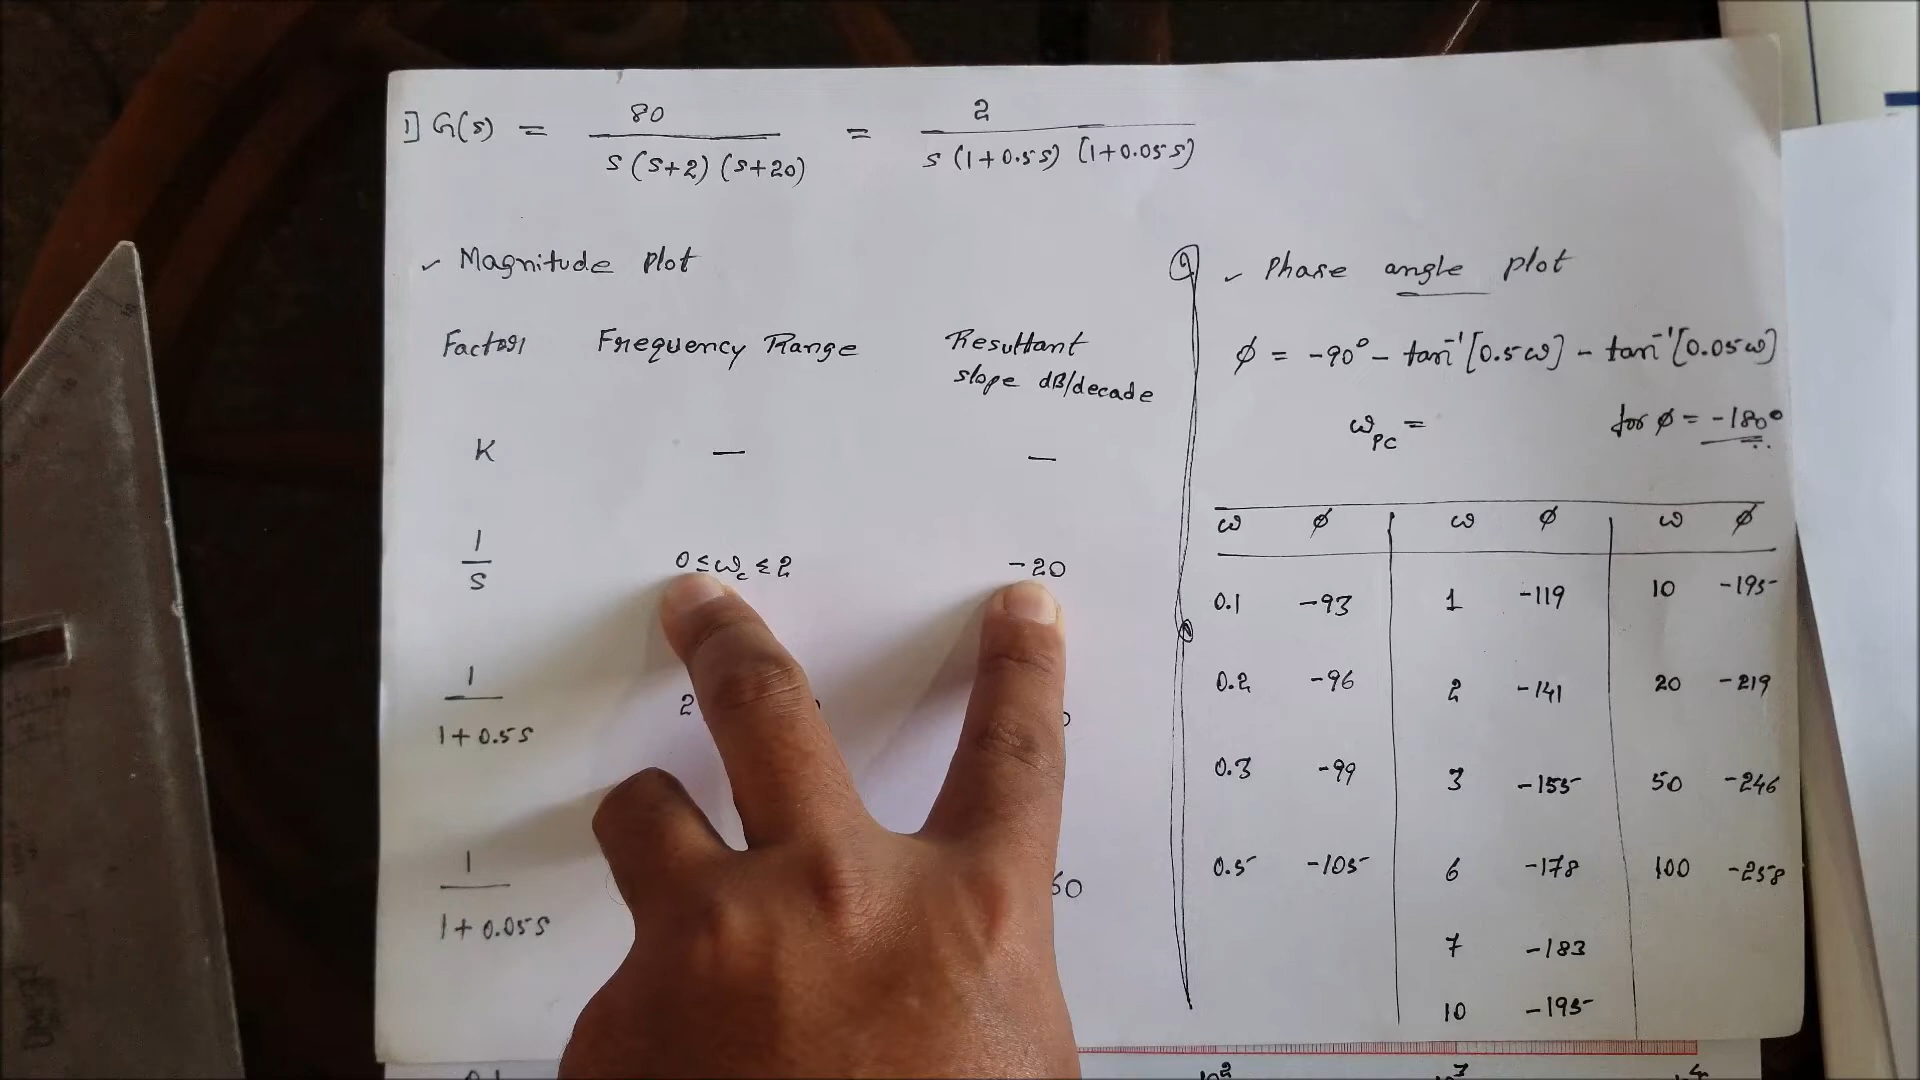 1] G(s) = 80 / s(s+2)(s+20) = 2 / s(1+0.5s)[1+0.05s)
✓ Magnitude plot
Factor Frequency Range Resultant slope dB/decade
K — —
1/s 0≤ω_c≤2 -20
1/1+0.5s 2
1/1+0.05s 60
✓ Phase angle plot
φ = -90° - tan⁻¹[0.5ω] - tan⁻¹[0.05ω]
ω_PC = for φ = -180°
ω φ ω φ ω φ
0.1 -93 1 -119 10 -195
0.2 -96 2 -141 20 -219
0.3 -99 3 -155 50 -246
0.5 -105 6 -178 100 -258
7 -183
10 -195